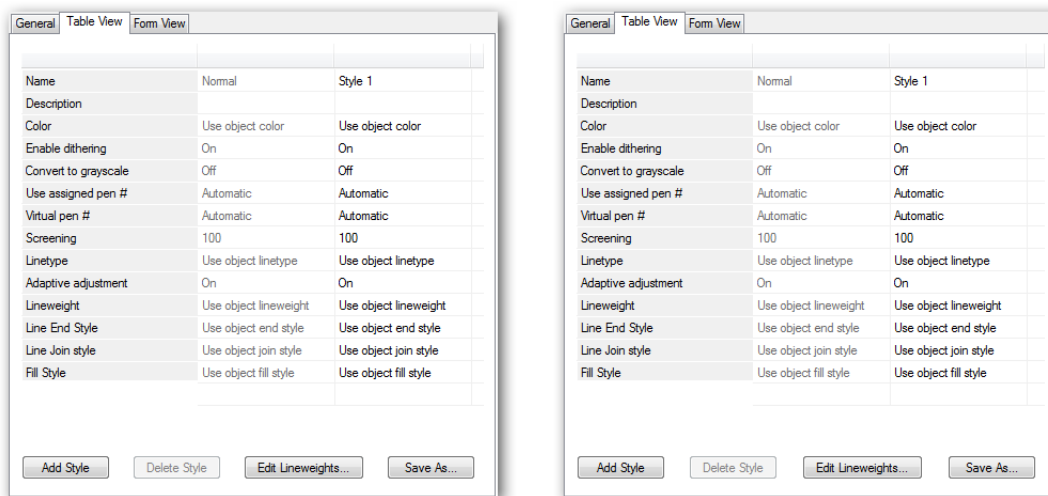 General Table View Form View
Name Normal Style 1
Description
Color Use object color Use object color
Enable dithering On On
Convert to grayscale Off Off
Use assigned pen # Automatic Automatic
Virtual pen # Automatic Automatic
Screening 100 100
Linetype Use object linetype Use object linetype
Adaptive adjustment On On
Lineweight Use object lineweight Use object lineweight
Line End Style Use object end style Use object end style
Line Join style Use object join style Use object join style
Fill Style Use object fill style Use object fill style
Add Style Delete Style Edit Lineweights... Save As...
General Table View Form View
Name Normal Style 1
Description
Color Use object color Use object color
Enable dithering On On
Convert to grayscale Off Off
Use assigned pen # Automatic Automatic
Virtual pen # Automatic Automatic
Screening 100 100
Linetype Use object linetype Use object linetype
Adaptive adjustment On On
Lineweight Use object lineweight Use object lineweight
Line End Style Use object end style Use object end style
Line Join style Use object join style Use object join style
Fill Style Use object fill style Use object fill style
Add Style Delete Style Edit Lineweights... Save As...